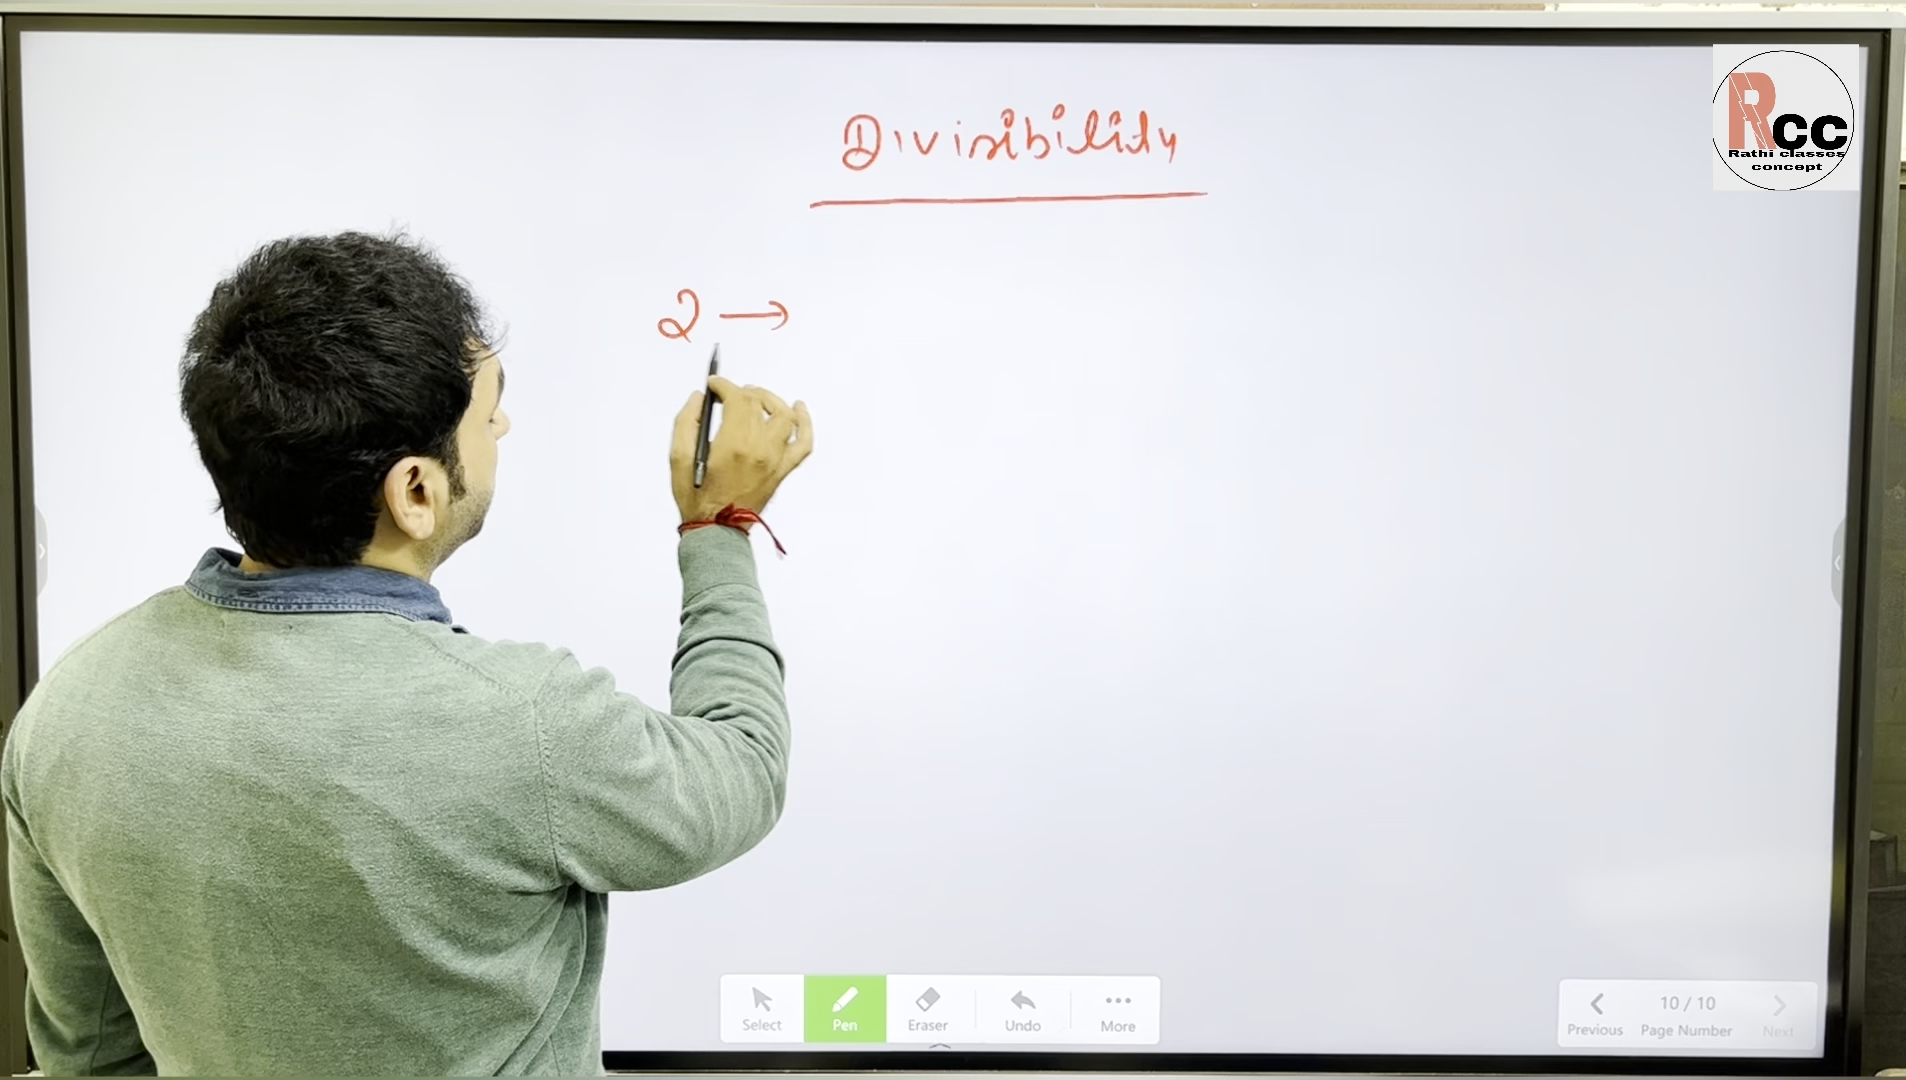 Divisibility
2 →
Rcc
Rathi classes
concept
Select
Pen
Eraser
Undo
More
Previous
10 / 10
Page Number
Next